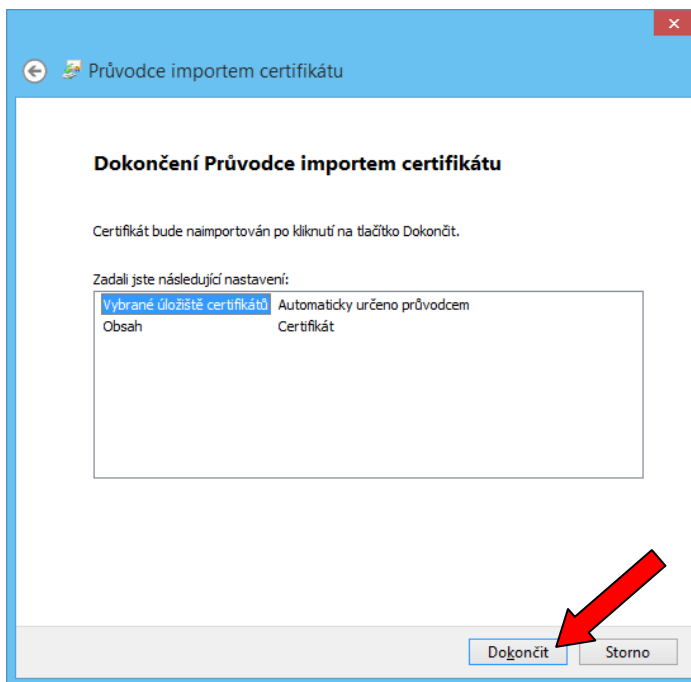 Průvodce importem certifikátu
Dokončení Průvodce importem certifikátu
Certifikát bude naimportován po kliknutí na tlačítko Dokončit.
Zadali jste následující nastavení:
Vybrané úložiště certifikátů Automaticky určeno průvodcem
Obsah Certifikát
Dokončit Storno